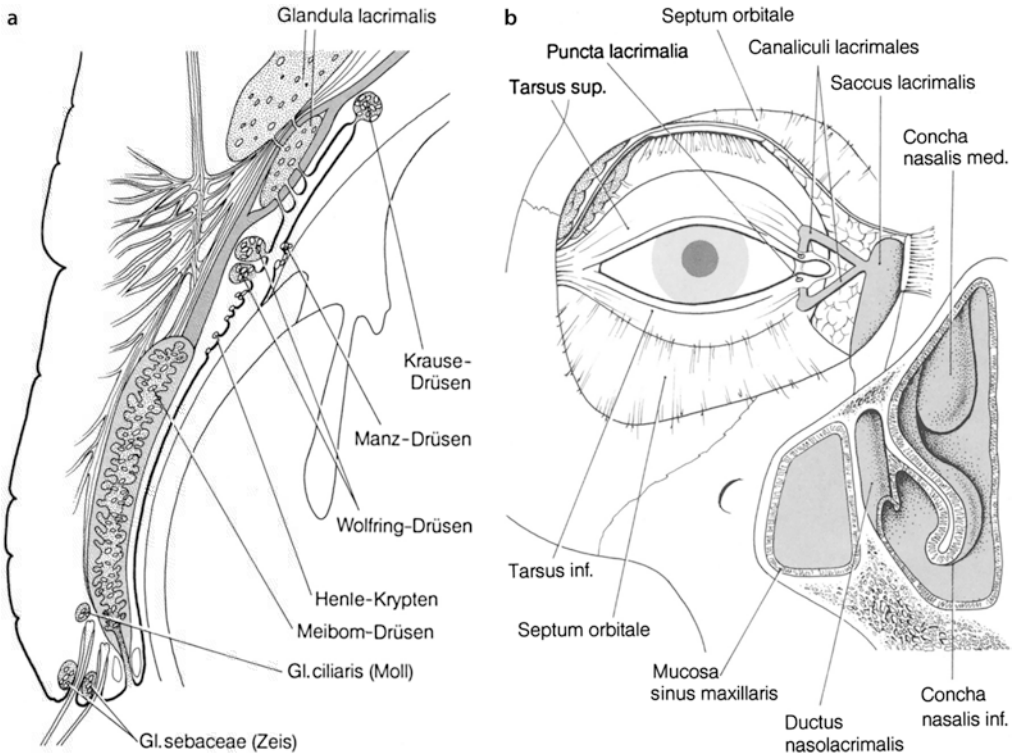 a
Glandula lacrimalis
Krause-
Drüsen
Manz-Drüsen
Wolfring-Drüsen
Henle-Krypten
Meibom-Drüsen
Gl. ciliaris (Moll)
Gl. sebaceae (Zeis)
b
Septum orbitale
Puncta lacrimalia
Canaliculi lacrimales
Tarsus sup.
Saccus lacrimalis
Concha
nasalis med.
Tarsus inf.
Septum orbitale
Mucosa
sinus maxillaris
Ductus
nasolacrimalis
Concha
nasalis inf.